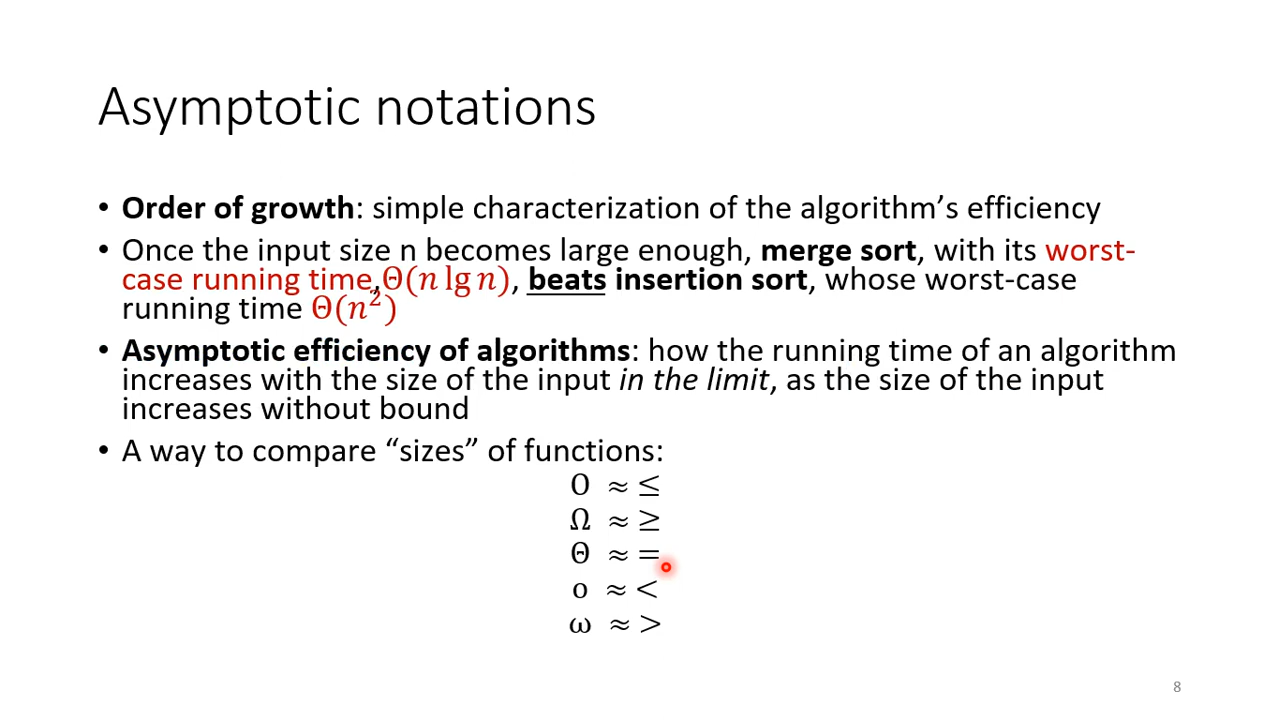 Asymptotic notations
• Order of growth: simple characterization of the algorithm’s efficiency
• Once the input size n becomes large enough, merge sort, with its worst-
case running time,Θ(n lg n), beats insertion sort, whose worst-case
running time Θ(n²)
• Asymptotic efficiency of algorithms: how the running time of an algorithm
increases with the size of the input in the limit, as the size of the input
increases without bound
• A way to compare “sizes” of functions:
O ≈ ≤
Ω ≈ ≥
Θ ≈ =
o ≈ <
ω ≈ >
8